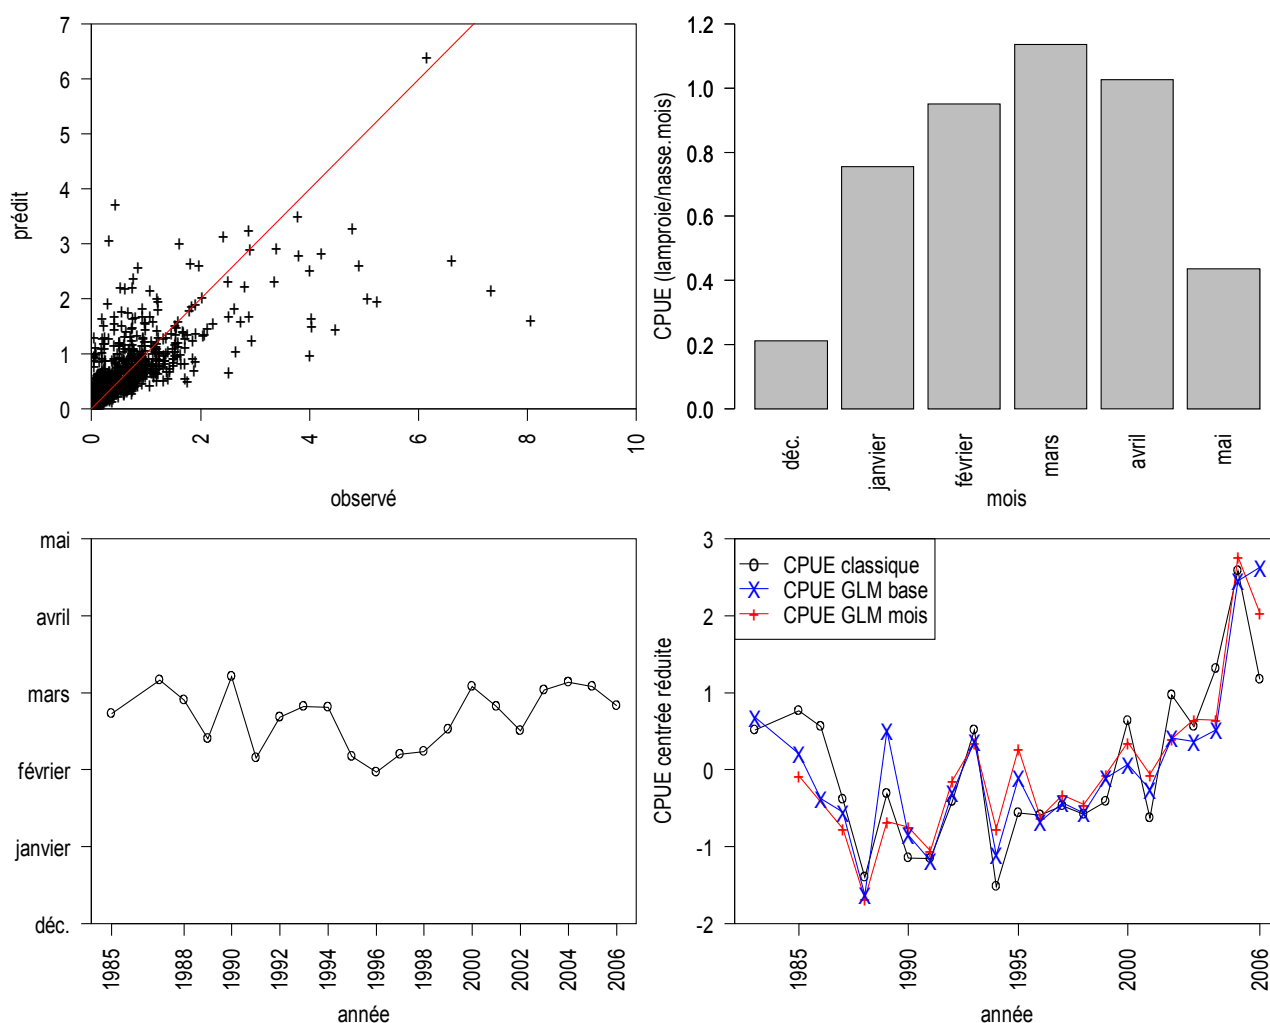 prédit
7
6
5
4
3
2
1
0
0 2 4 6 8 10
observé
CPUE (lamproie/nasse.mois)
1.2
1.0
0.8
0.6
0.4
0.2
0.0
déc. janvier février mars avril mai
mois
mai
avril
mars
février
janvier
déc.
1985 1988 1990 1992 1994 1996 1998 2000 2002 2004 2006
année
CPUE centrée réduite
3
2
1
0
-1
-2
CPUE classique
CPUE GLM base
CPUE GLM mois
1985 1990 1995 2000 2006
année